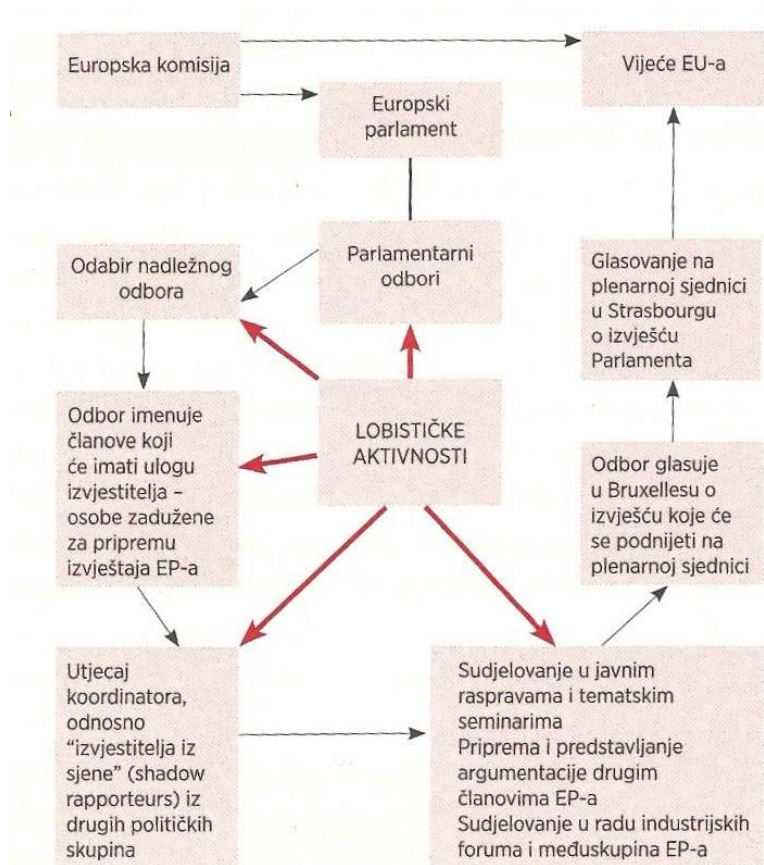 Europska komisija
Vijeće EU-a
Europski
parlament
Odabir nadležnog
odbora
Parlamentarni
odbori
Glasovanje na
plenarnoj sjednici
u Strasbourgu
o izvješću
Parlamenta
Odbor imenuje
članove koji
će imati ulogu
izvjestitelja –
osobe zadužene
za pripremu
izvještaja EP-a
LOBISTIČKE
AKTIVNOSTI
Odbor glasuje
u Bruxellesu o
izvješću koje će
se podnijeti na
plenarnoj sjednici
Utjecaj
koordinatora,
odnosno
“izvjestitelja iz
sjene” (shadow
rapporteurs) iz
drugih političkih
skupina
Sudjelovanje u javnim
raspravama i tematskim
seminarima
Priprema i predstavljanje
argumentacije drugim
članovima EP-a
Sudjelovanje u radu industrijskih
foruma i međuskupina EP-a